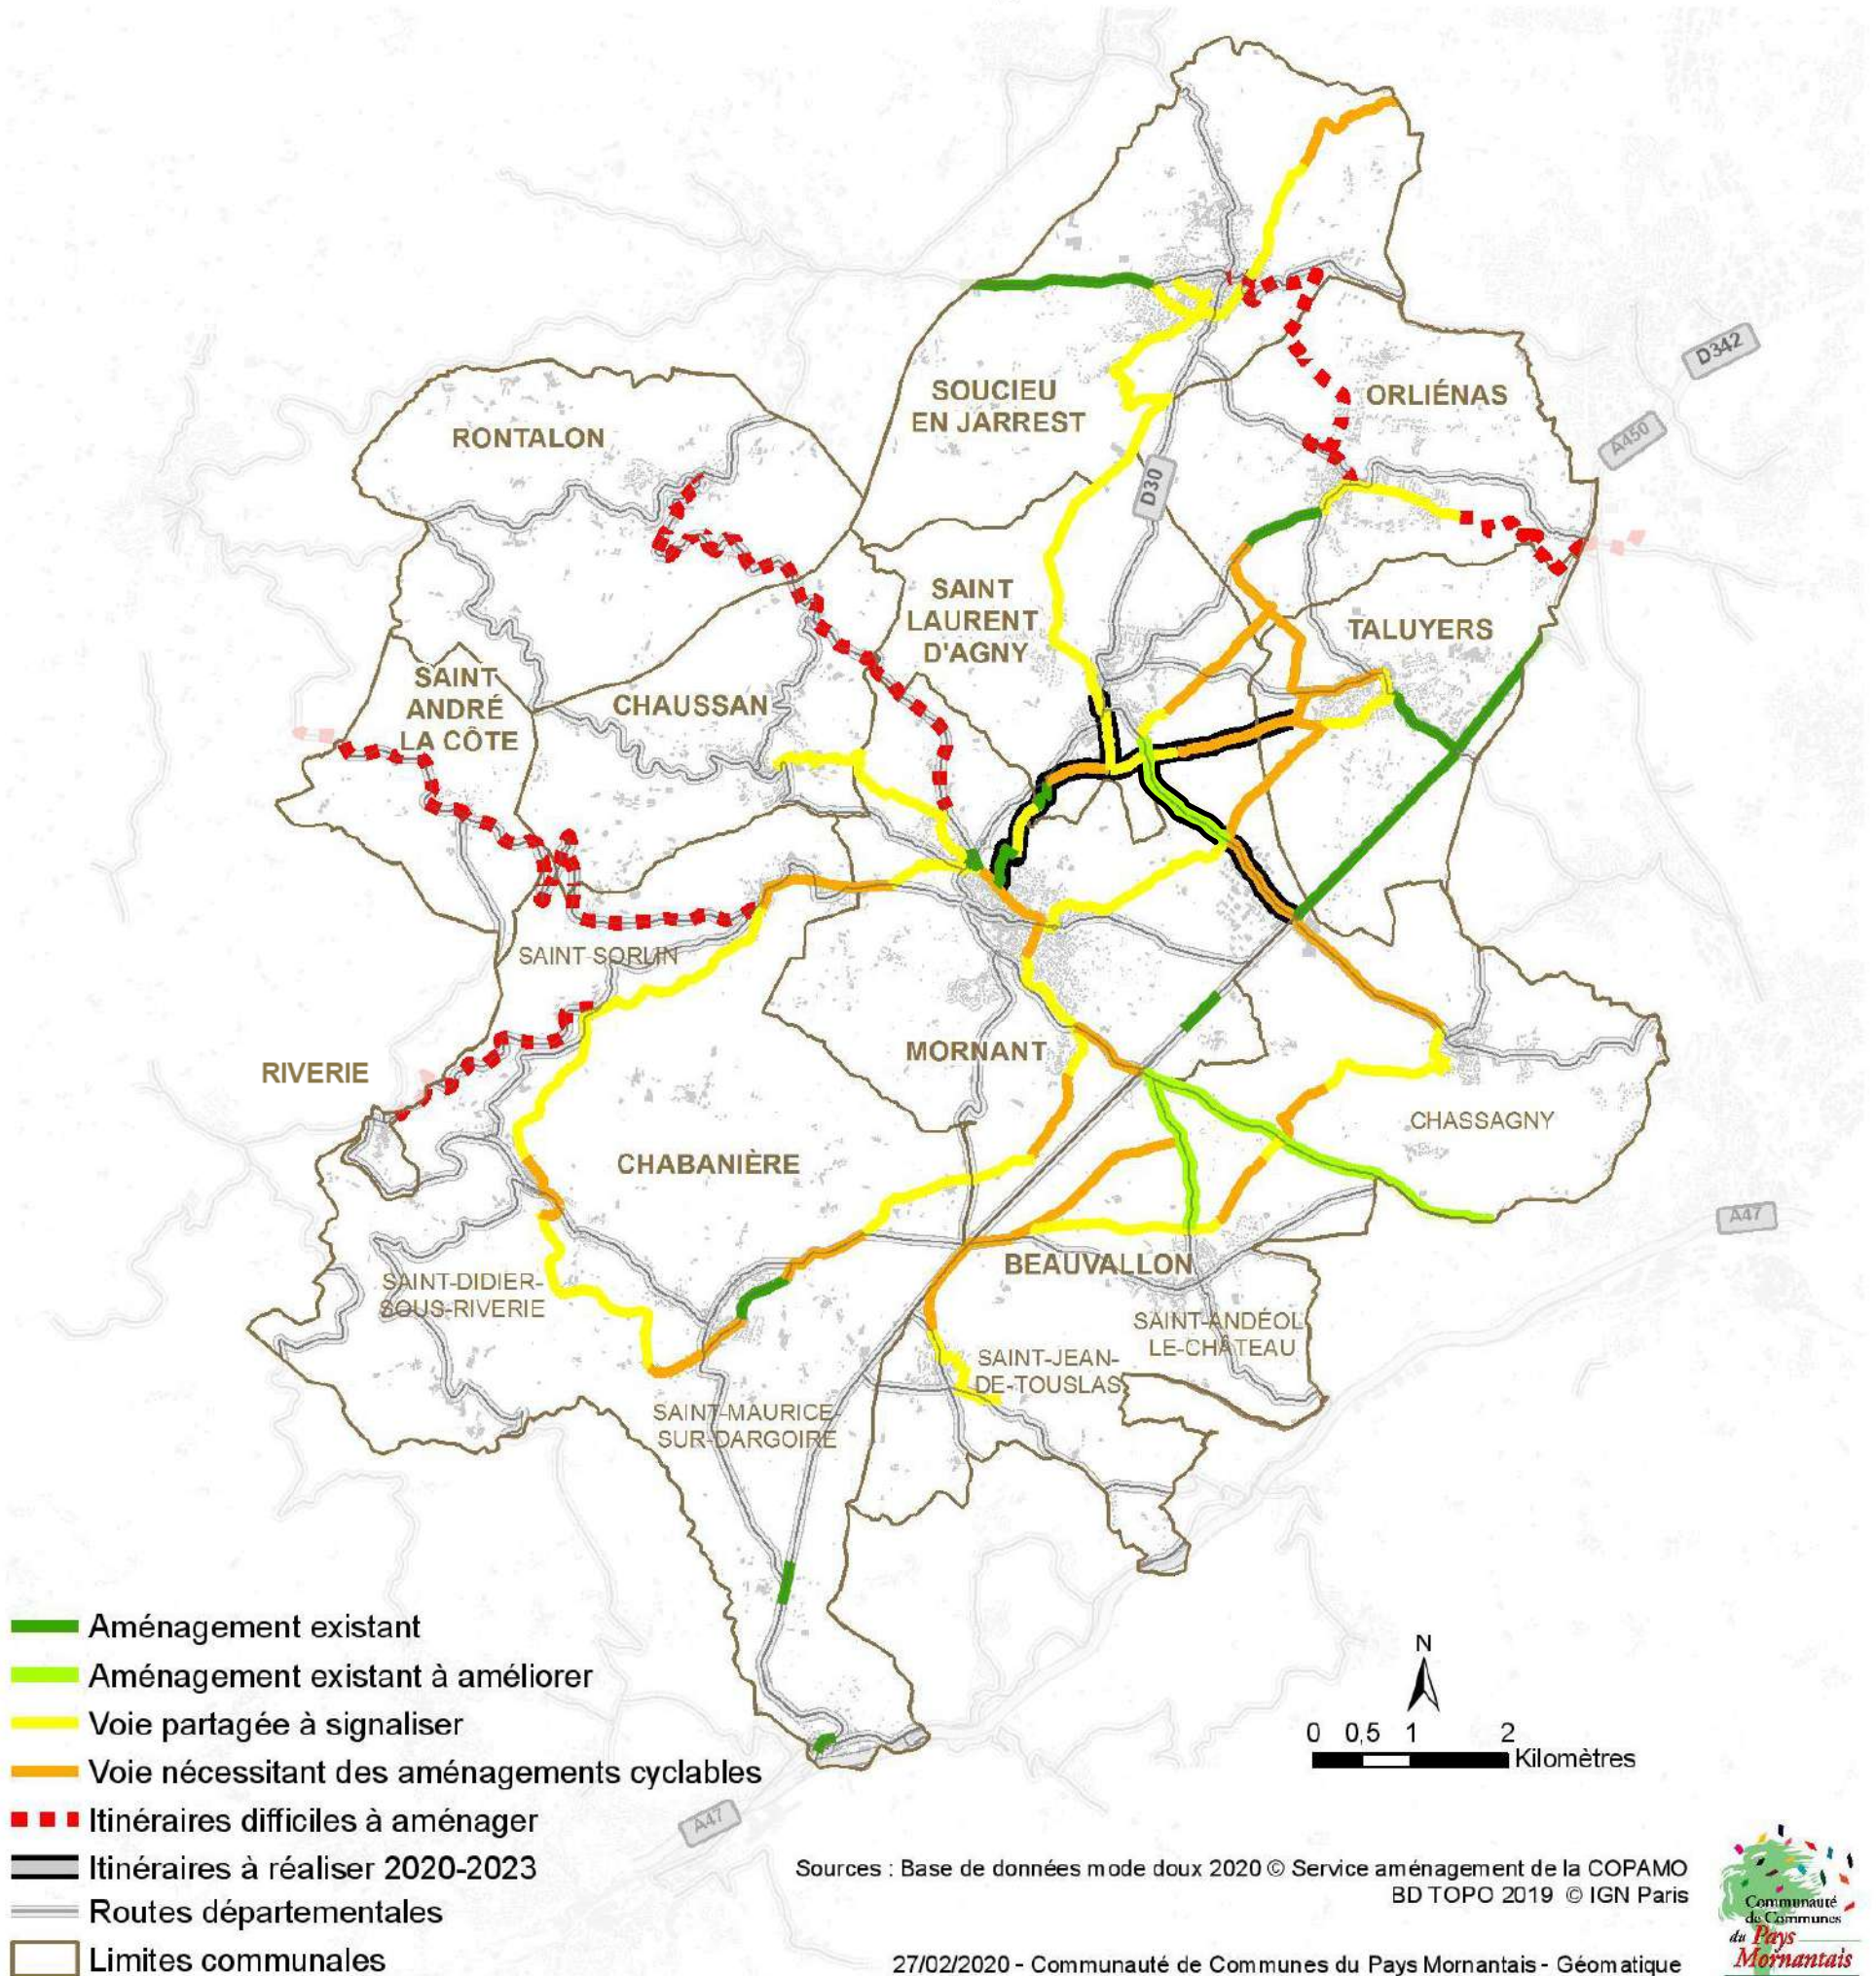 D342
SOUCIEU
EN JARREST
ORLIÉNAS
A450
RONTALON
D30
SAINT
LAURENT
D'AGNY
TALUYERS
SAINT
ANDRÉ
LA CÔTE
CHAUSSAN
SAINT-SORLIN
RIVERIE
MORNANT
CHASSAGNY
CHABANIÈRE
A47
BEAUVALLON
SAINT-DIDIER-
SOUS-RIVERIE
SAINT-ANDÉOL
LE-CHÂTEAU
SAINT-JEAN-
DE-TOUSLAS
SAINT-MAURICE-
SUR-DARGOIRE
Aménagement existant
Aménagement existant à améliorer
Voie partagée à signaliser
Voie nécessitant des aménagements cyclables
Itinéraires difficiles à aménager
Itinéraires à réaliser 2020-2023
Routes départementales
Limites communales
N
0 0,5 1 2
Kilomètres
A47
Sources : Base de données mode doux 2020 © Service aménagement de la COPAMO
BD TOPO 2019 © IGN Paris
27/02/2020 - Communauté de Communes du Pays Mornantais - Géomatique
Communauté
de Communes
du Pays
Mornantais